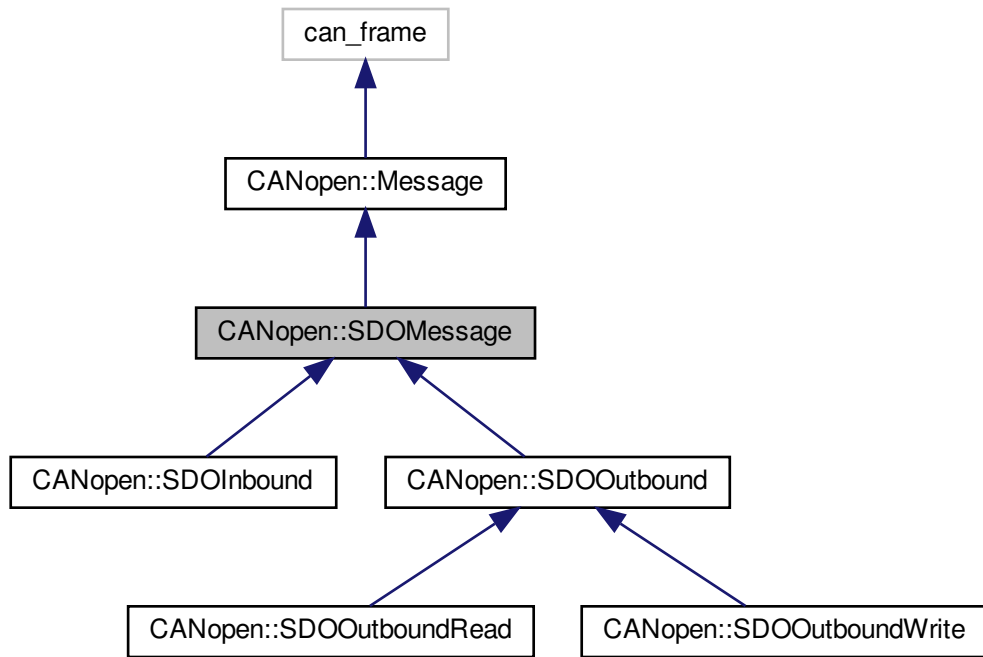 can_frame
CANopen::Message
CANopen::SDOMessage
CANopen::SDOInbound
CANopen::SDOOutbound
CANopen::SDOOutboundRead
CANopen::SDOOutboundWrite